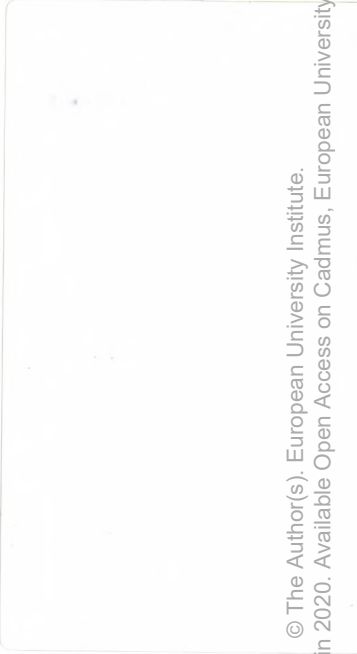 © The Author(s). European University Institute.
in 2020. Available Open Access on Cadmus, European University